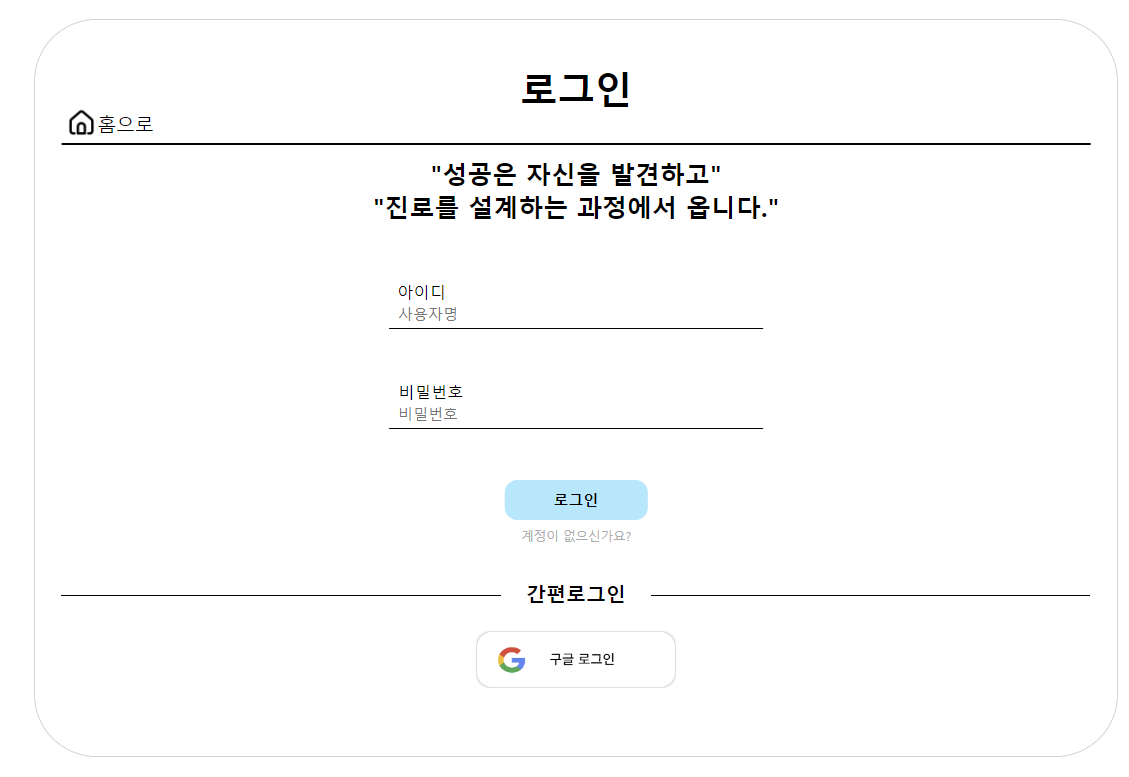 로그인
홈으로
"성공은 자신을 발견하고"
"진로를 설계하는 과정에서 옵니다."
아이디
사용자명
비밀번호
비밀번호
로그인
계정이 없으신가요?
간편로그인
구글 로그인